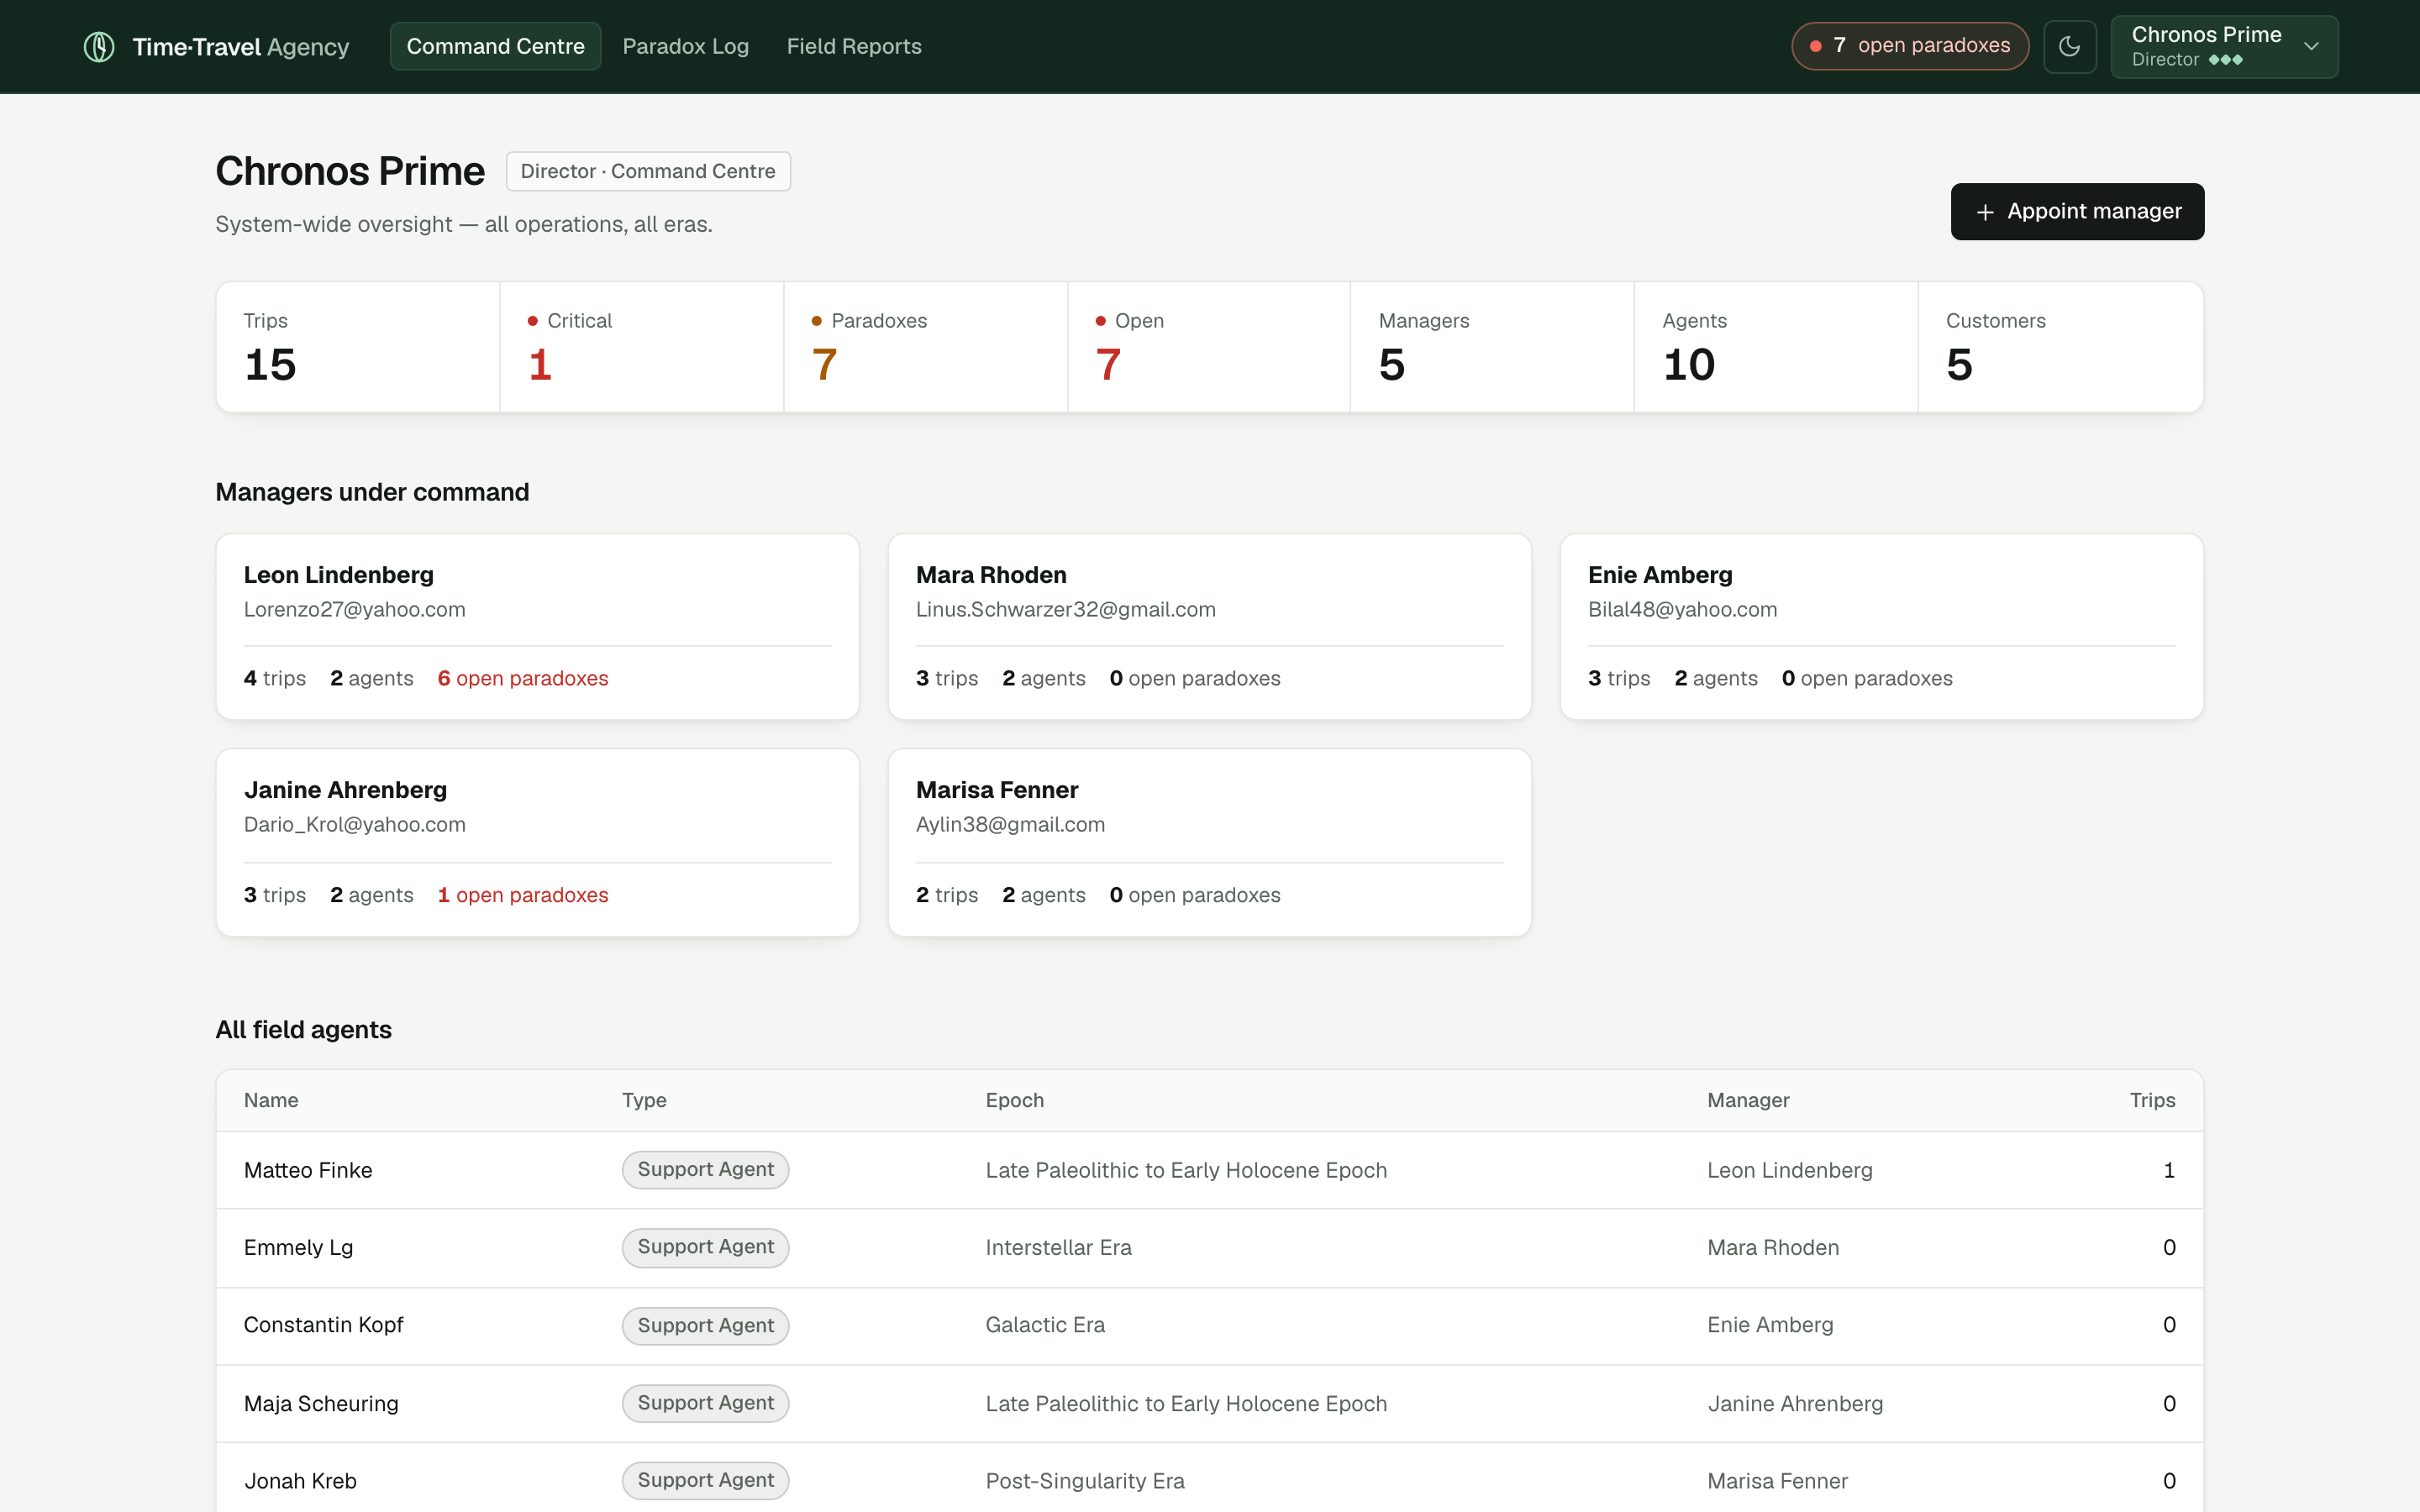 Time·Travel Agency Command Centre Paradox Log Field Reports 7 open paradoxes Chronos Prime
Director
Chronos Prime Director · Command Centre
System-wide oversight — all operations, all eras.
+ Appoint manager
Trips Critical Paradoxes Open Managers Agents Customers
15 1 7 7 5 10 5
Managers under command
Leon Lindenberg
Lorenzo27@yahoo.com
4 trips 2 agents 6 open paradoxes
Mara Rhoden
Linus.Schwarzer32@gmail.com
3 trips 2 agents 0 open paradoxes
Enie Amberg
Bilal48@yahoo.com
3 trips 2 agents 0 open paradoxes
Janine Ahrenberg
Dario_Krol@yahoo.com
3 trips 2 agents 1 open paradoxes
Marisa Fenner
Aylin38@gmail.com
2 trips 2 agents 0 open paradoxes
All field agents
Name Type Epoch Manager Trips
Matteo Finke Support Agent Late Paleolithic to Early Holocene Epoch Leon Lindenberg 1
Emmely Lg Support Agent Interstellar Era Mara Rhoden 0
Constantin Kopf Support Agent Galactic Era Enie Amberg 0
Maja Scheuring Support Agent Late Paleolithic to Early Holocene Epoch Janine Ahrenberg 0
Jonah Kreb Support Agent Post-Singularity Era Marisa Fenner 0